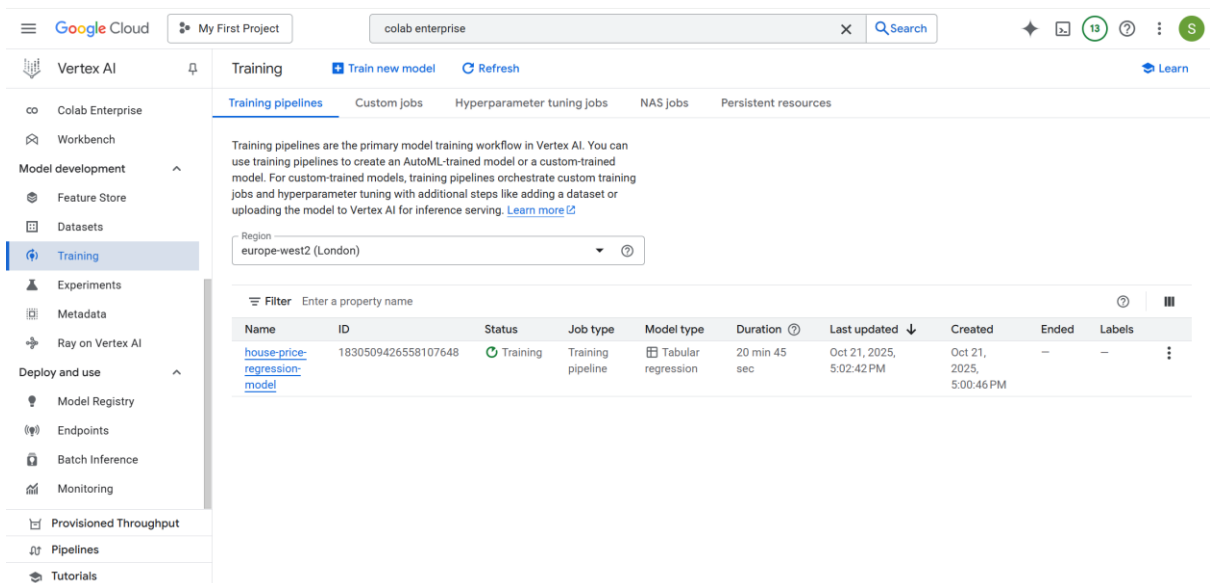 Google Cloud
My First Project
colab enterprise
Search
13
S
Vertex AI
Training
Train new model
Refresh
Learn
Colab Enterprise
Workbench
Model development
Feature Store
Datasets
Training
Experiments
Metadata
Ray on Vertex AI
Deploy and use
Model Registry
Endpoints
Batch Inference
Monitoring
Provisioned Throughput
Pipelines
Tutorials
Training pipelines
Custom jobs
Hyperparameter tuning jobs
NAS jobs
Persistent resources
Training pipelines are the primary model training workflow in Vertex AI. You can
use training pipelines to create an AutoML-trained model or a custom-trained
model. For custom-trained models, training pipelines orchestrate custom training
jobs and hyperparameter tuning with additional steps like adding a dataset or
uploading the model to Vertex AI for inference serving. Learn more
Region
europe-west2 (London)
Filter Enter a property name
Name ID Status Job type Model type Duration Last updated Created Ended Labels
house-price-
regression-
model
1830509426558107648
Training
Training
pipeline
Tabular
regression
20 min 45
sec
Oct 21, 2025,
5:02:42 PM
Oct 21,
2025,
5:00:46 PM
–
–